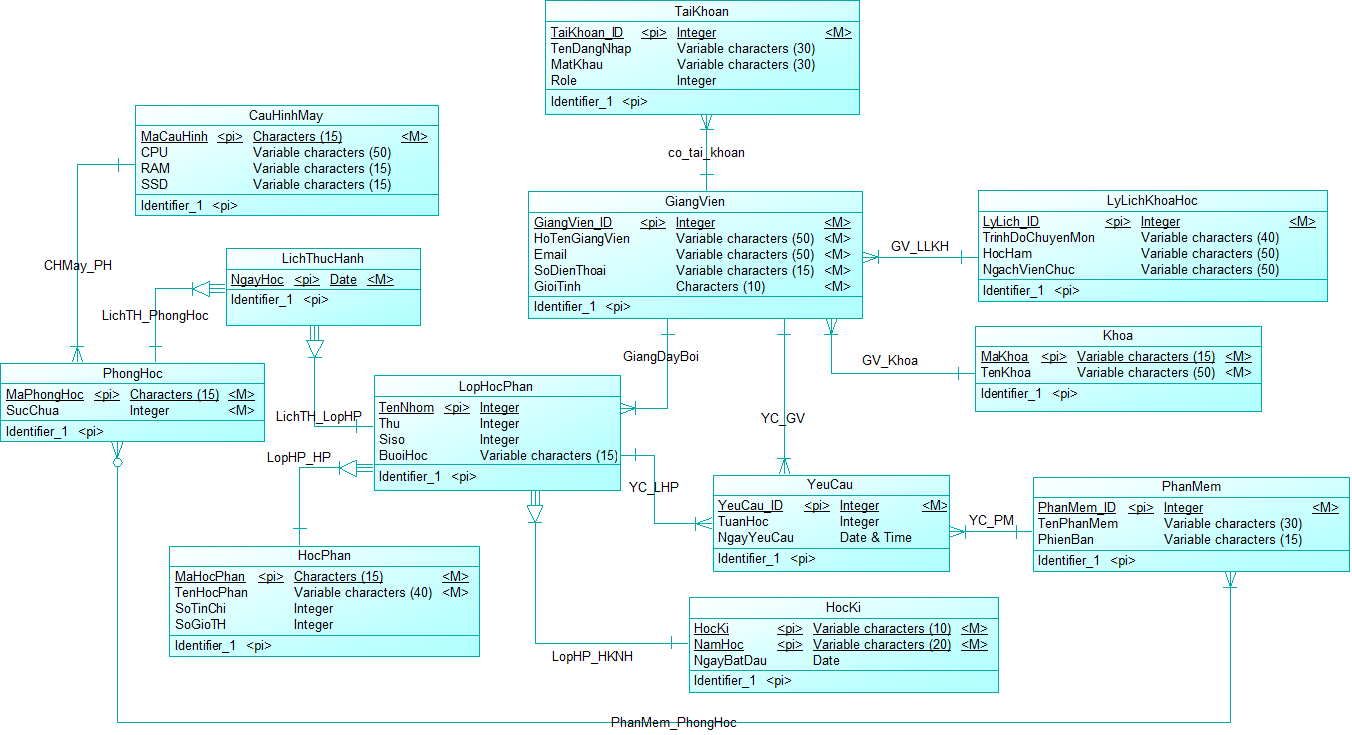 TaiKhoan
TaiKhoan_ID <pi> Integer <M>
TenDangNhap Variable characters (30)
MatKhau Variable characters (30)
Role Integer
Identifier_1 <pi>
CauHinhMay
MaCauHinh <pi> Characters (15) <M>
CPU Variable characters (50)
RAM Variable characters (15)
SSD Variable characters (15)
Identifier_1 <pi>
co_tai_khoan
GiangVien
GiangVien_ID <pi> Integer <M>
HoTenGiangVien Variable characters (50) <M>
Email Variable characters (50) <M>
SoDienThoai Variable characters (15) <M>
GioiTinh Characters (10) <M>
Identifier_1 <pi>
GV_LLKH
LyLichKhoaHoc
LyLich_ID <pi> Integer <M>
TrinhDoChuyenMon Variable characters (40)
HocHam Variable characters (50)
NgachVienChuc Variable characters (50)
Identifier_1 <pi>
CHMay_PH
LichThucHanh
NgayHoc <pi> Date <M>
Identifier_1 <pi>
LichTH_PhongHoc
GV_Khoa
Khoa
MaKhoa <pi> Variable characters (15) <M>
TenKhoa Variable characters (50) <M>
Identifier_1 <pi>
GiangDayBoi
PhongHoc
MaPhongHoc <pi> Characters (15) <M>
SucChua Integer <M>
Identifier_1 <pi>
LichTH_LopHP
LopHocPhan
TenNhom <pi> Integer
Thu Integer
Siso Integer
BuoiHoc Variable characters (15)
Identifier_1 <pi>
YC_GV
LopHP_HP
YC_LHP
YeuCau
YeuCau_ID <pi> Integer <M>
TuanHoc Integer
NgayYeuCau Date & Time
Identifier_1 <pi>
YC_PM
PhanMem
PhanMem_ID <pi> Integer <M>
TenPhanMem Variable characters (30)
PhienBan Variable characters (15)
Identifier_1 <pi>
HocPhan
MaHocPhan <pi> Characters (15) <M>
TenHocPhan Variable characters (40) <M>
SoTinChi Integer
SoGioTH Integer
Identifier_1 <pi>
LopHP_HKNH
HocKi
HocKi <pi> Variable characters (10) <M>
NamHoc <pi> Variable characters (20) <M>
NgayBatDau Date
Identifier_1 <pi>
PhanMem_PhongHoc